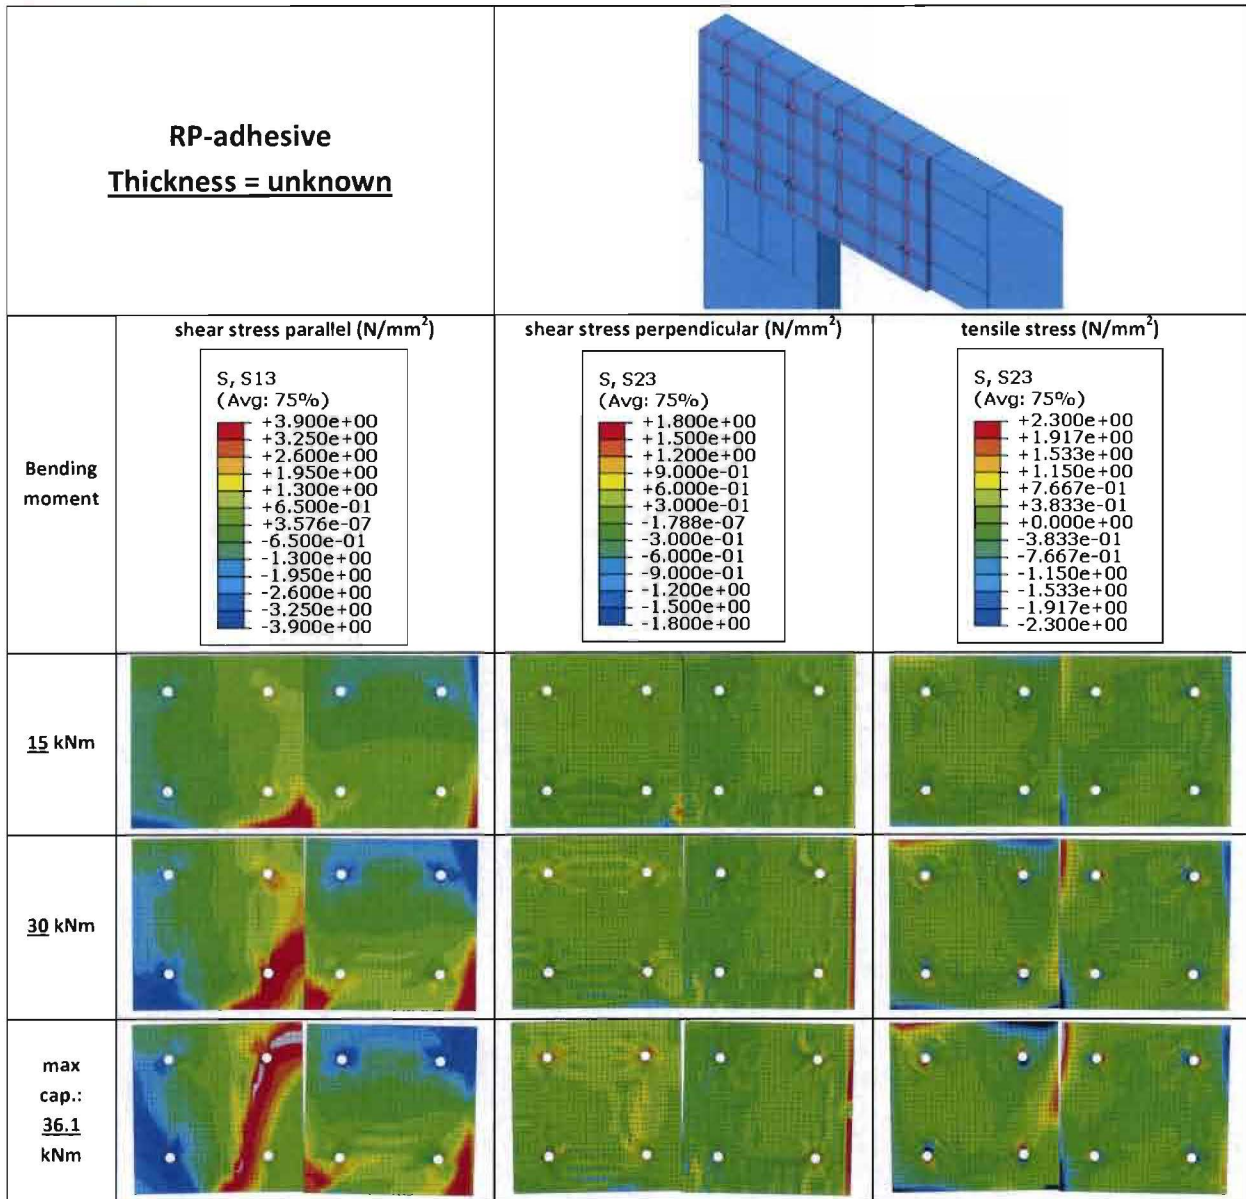 RP-adhesive
Thickness = unknown
Bending
moment
shear stress parallel (N/mm²)
S, S13
(Avg: 75%)
+3.900e+00
+3.250e+00
+2.600e+00
+1.950e+00
+1.300e+00
+6.500e-01
+3.576e-07
-6.500e-01
-1.300e+00
-1.950e+00
-2.600e+00
-3.250e+00
-3.900e+00
shear stress perpendicular (N/mm²)
S, S23
(Avg: 75%)
+1.800e+00
+1.500e+00
+1.200e+00
+9.000e-01
+6.000e-01
+3.000e-01
-1.788e-07
-3.000e-01
-6.000e-01
-9.000e-01
-1.200e+00
-1.500e+00
-1.800e+00
tensile stress (N/mm²)
S, S23
(Avg: 75%)
+2.300e+00
+1.917e+00
+1.533e+00
+1.150e+00
+7.667e-01
+3.833e-01
+0.000e+00
-3.833e-01
-7.667e-01
-1.150e+00
-1.533e+00
-1.917e+00
-2.300e+00
15 kNm
30 kNm
max
cap.:
36.1
kNm